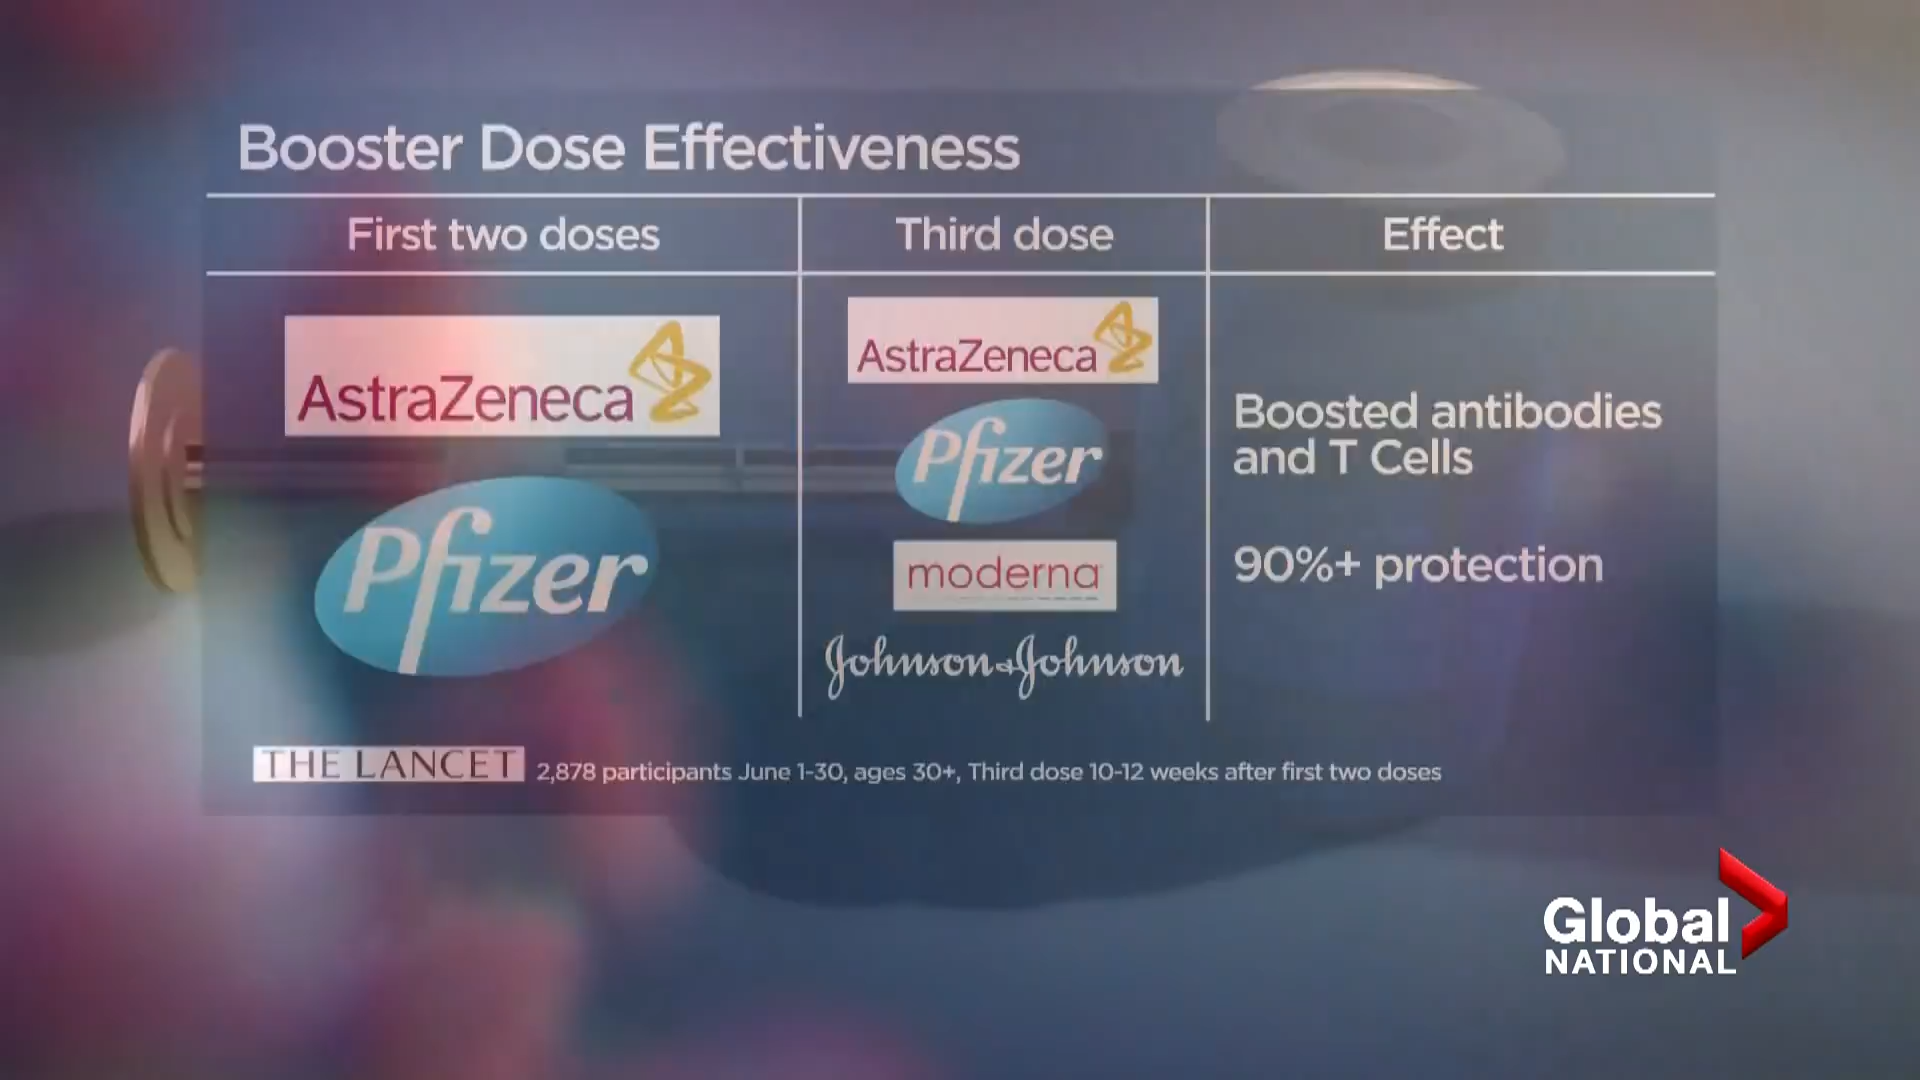 Booster Dose Effectiveness
First two doses
Third dose
Effect
AstraZeneca
Pfizer
AstraZeneca
Pfizer
moderna
Johnson & Johnson
Boosted antibodies
and T Cells
90%+ protection
THE LANCET 2,878 participants June 1-30, ages 30+, Third dose 10-12 weeks after first two doses
Global
NATIONAL